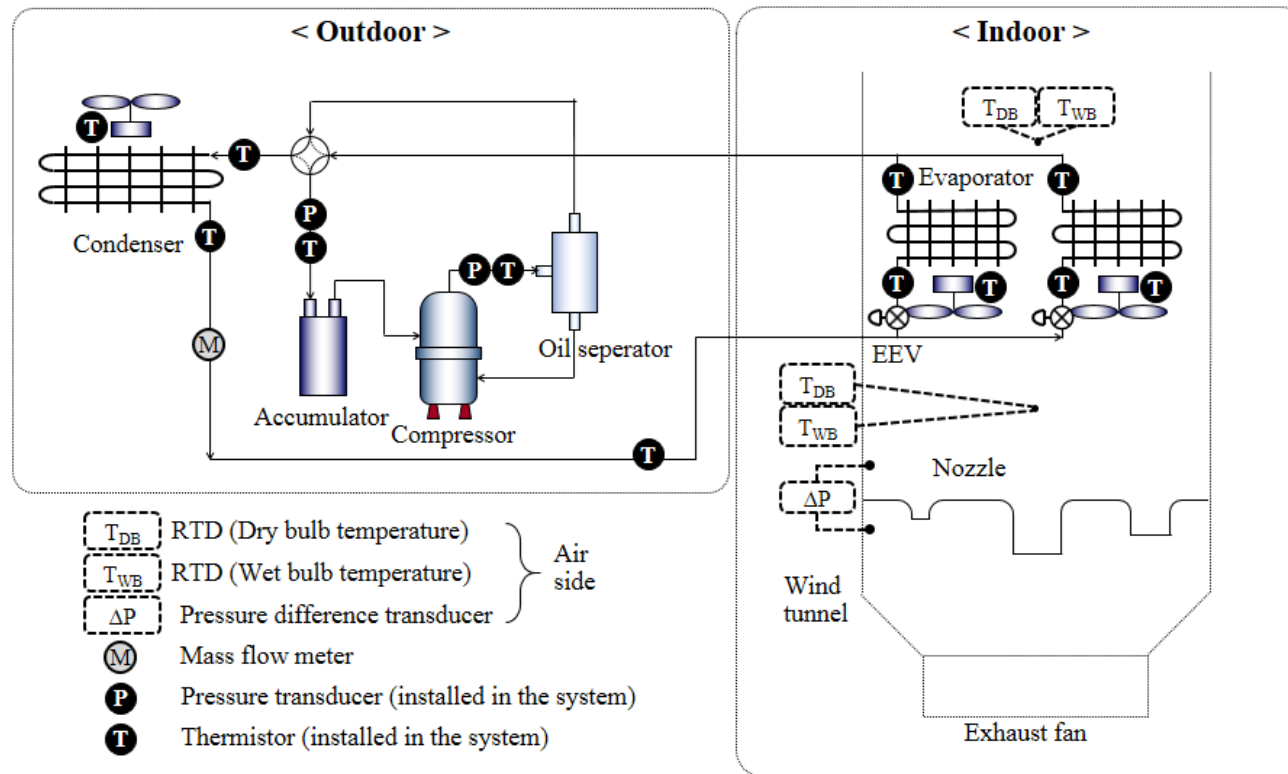 < Outdoor >
< Indoor >
T
T
Condenser
T
P
T
P
T
Oil seperator
Accumulator
Compressor
M
T
TDB
TWB
T
Evaporator
T
T
T
T
T
EEV
TDB
TWB
Nozzle
ΔP
Wind
tunnel
Exhaust fan
TDB RTD (Dry bulb temperature)
TWB RTD (Wet bulb temperature)
ΔP Pressure difference transducer
Air
side
M Mass flow meter
P Pressure transducer (installed in the system)
T Thermistor (installed in the system)